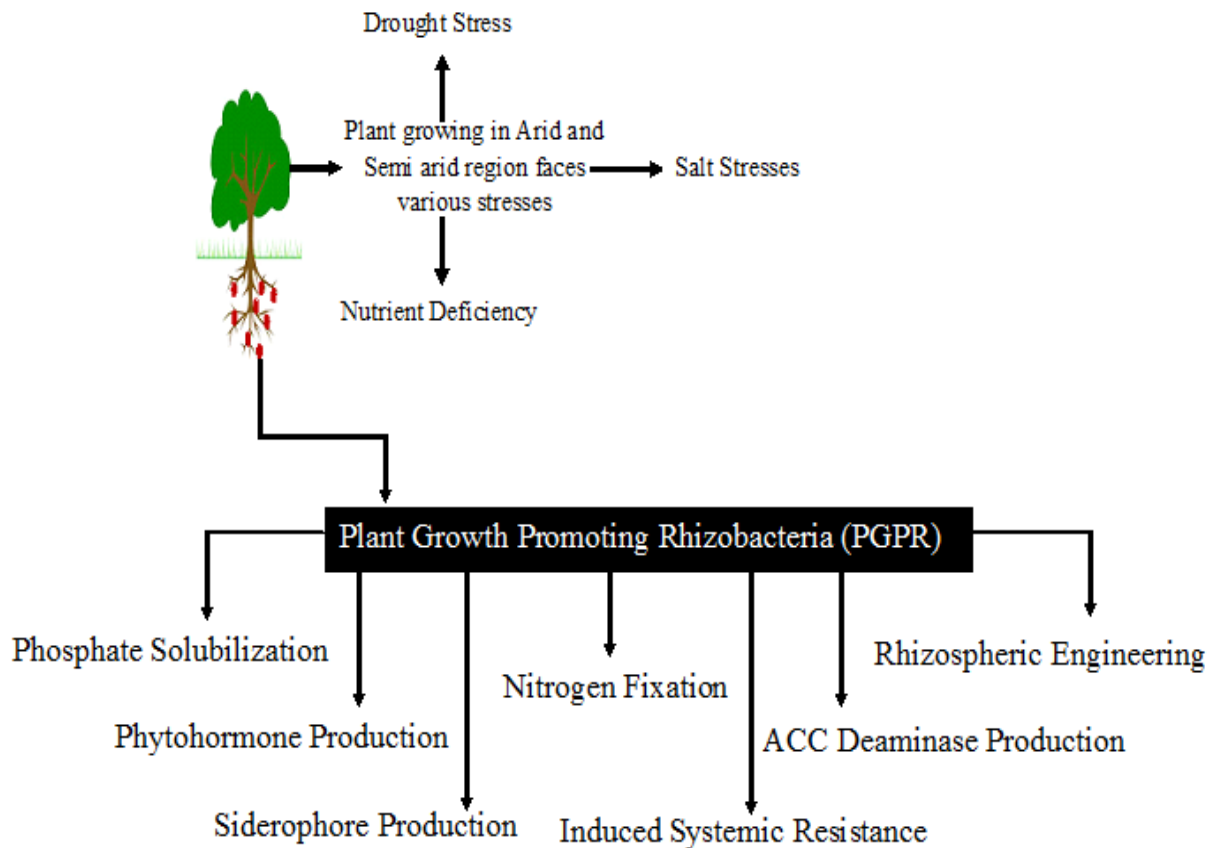 Drought Stress
Plant growing in Arid and
Semi arid region faces
various stresses
Salt Stresses
Nutrient Deficiency
Plant Growth Promoting Rhizobacteria (PGPR)
Phosphate Solubilization
Rhizospheric Engineering
Nitrogen Fixation
Phytohormone Production
ACC Deaminase Production
Siderophore Production
Induced Systemic Resistance